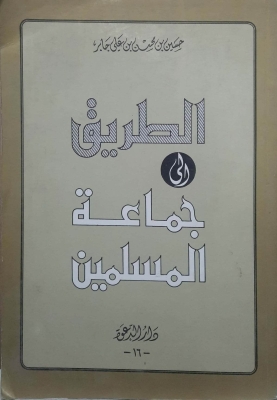 حسين بن محسن بن علي جابر
الطريق
إلى
جماعة
المسلمين
دار الدعوة
- ١٦ -